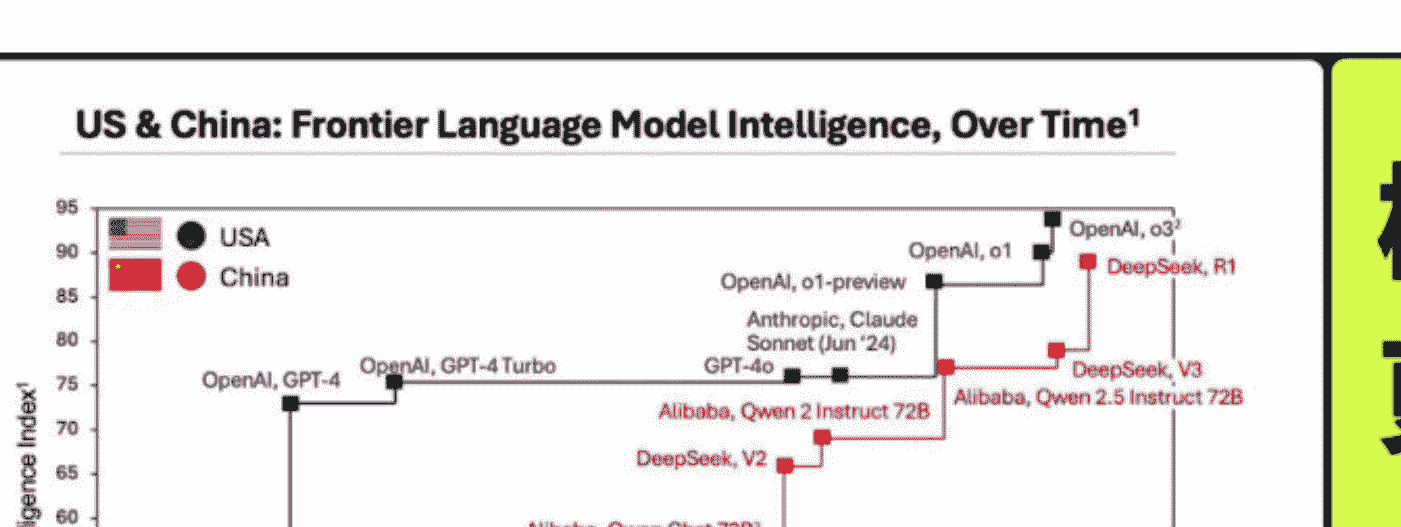 US & China: Frontier Language Model Intelligence, Over Time¹
95
90
85
80
75
70
65
60
USA
China
OpenAI, o3²
OpenAI, o1
DeepSeek, R1
OpenAI, o1-preview
Anthropic, Claude
Sonnet (Jun '24)
GPT-4o
OpenAI, GPT-4 Turbo
OpenAI, GPT-4
DeepSeek, V3
Alibaba, Qwen 2.5 Instruct 72B
Alibaba, Qwen 2 Instruct 72B
DeepSeek, V2
ligence Index¹